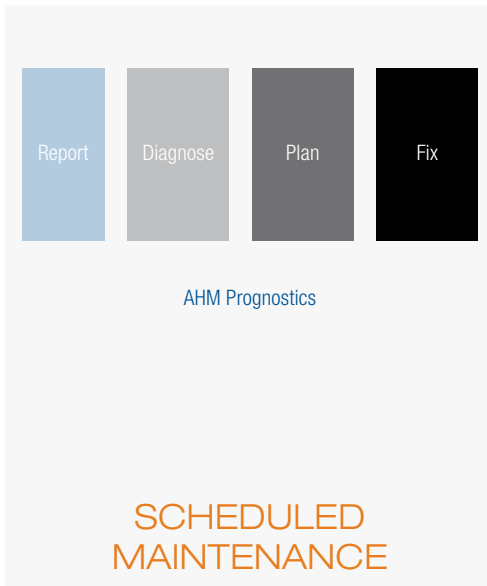 Report Diagnose Plan Fix
AHM Prognostics
SCHEDULED
MAINTENANCE